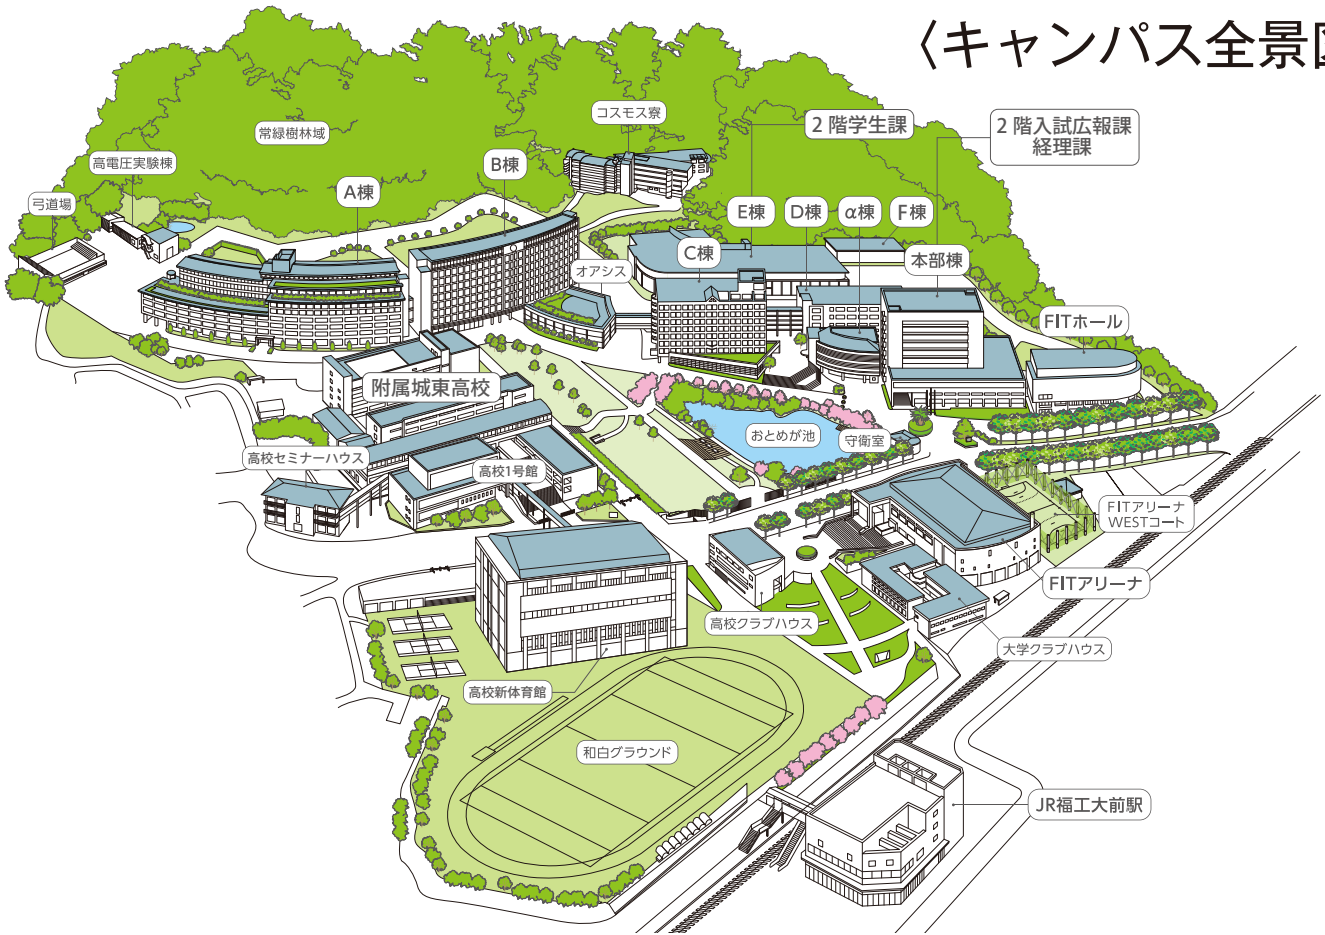 〈キャンパス全景図
コスモス寮
2階学生課
2階入試広報課
経理課
常緑樹林域
高電圧実験棟
B棟
A棟
弓道場
E棟
D棟
α棟
F棟
C棟
本部棟
オアシス
FITホール
附属城東高校
おとめが池
守衛室
高校セミナーハウス
高校1号館
FITアリーナ
WESTコート
FITアリーナ
高校クラブハウス
大学クラブハウス
高校新体育館
和白グラウンド
JR福工大前駅